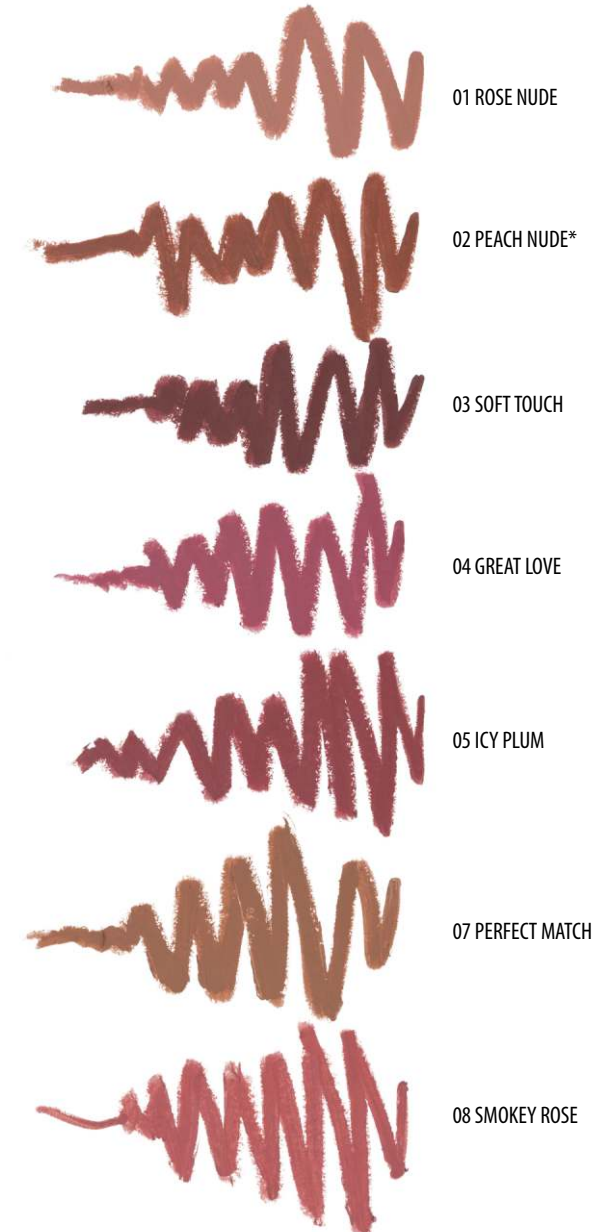 01 ROSE NUDE
02 PEACH NUDE*
03 SOFT TOUCH
04 GREAT LOVE
05 ICY PLUM
07 PERFECT MATCH
08 SMOKEY ROSE